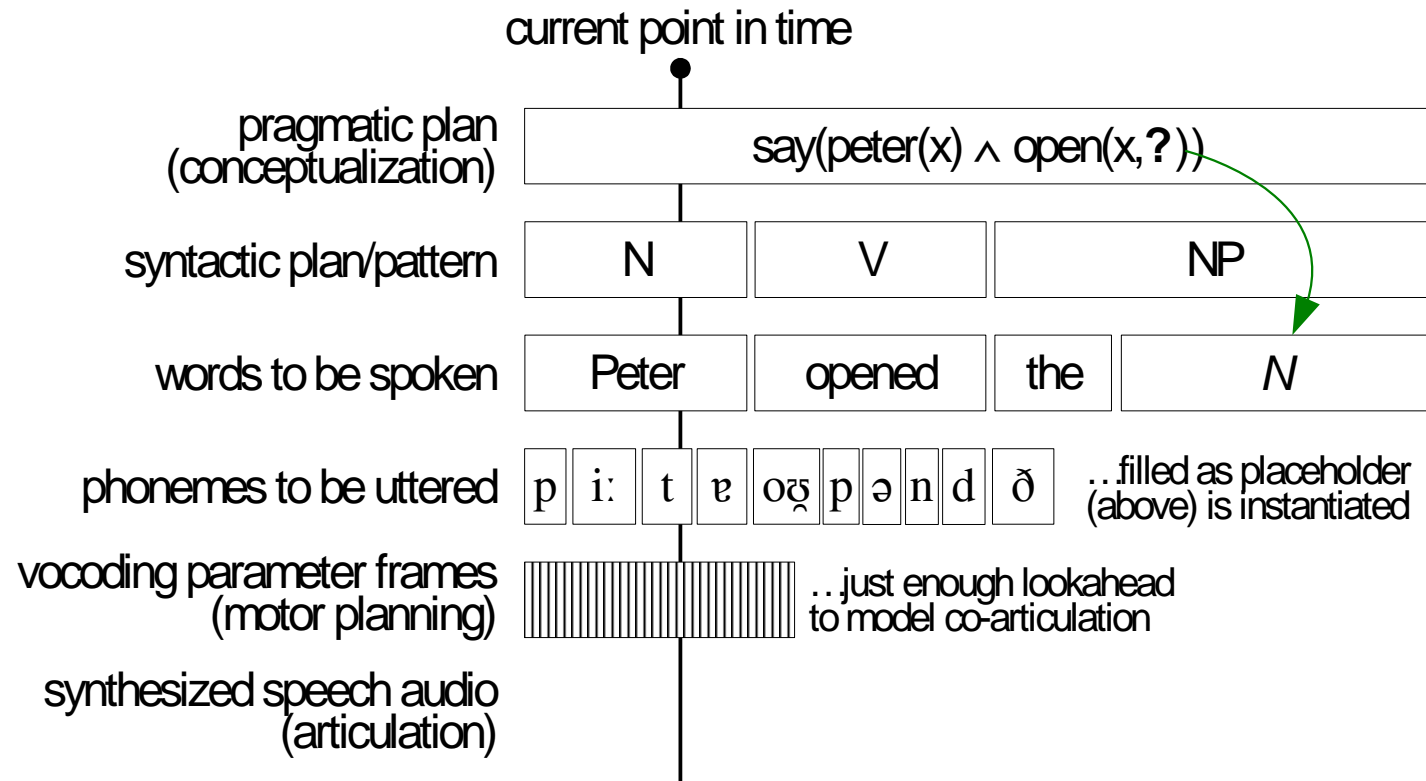 current point in time
pragmatic plan
(conceptualization)
say(peter(x) ∧ open(x,?))
syntactic plan/pattern
N V NP
words to be spoken
Peter opened the N
phonemes to be uttered
p iː t ɐ oʊ̯ p ə n d ð
...filled as placeholder
(above) is instantiated
vocoding parameter frames
(motor planning)
...just enough lookahead
to model co-articulation
synthesized speech audio
(articulation)